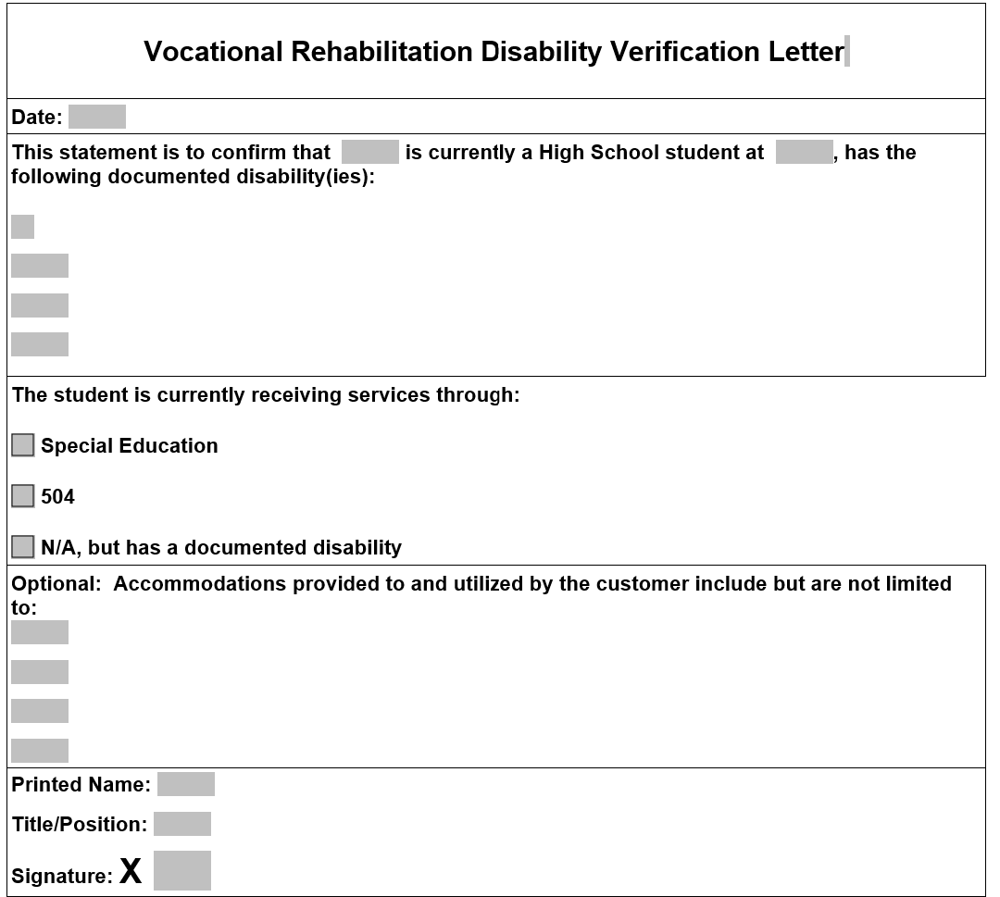 Vocational Rehabilitation Disability Verification Letter
Date:
This statement is to confirm that is currently a High School student at , has the
following documented disability(ies):
The student is currently receiving services through:
Special Education
504
N/A, but has a documented disability
Optional: Accommodations provided to and utilized by the customer include but are not limited
to:
Printed Name:
Title/Position:
Signature: X